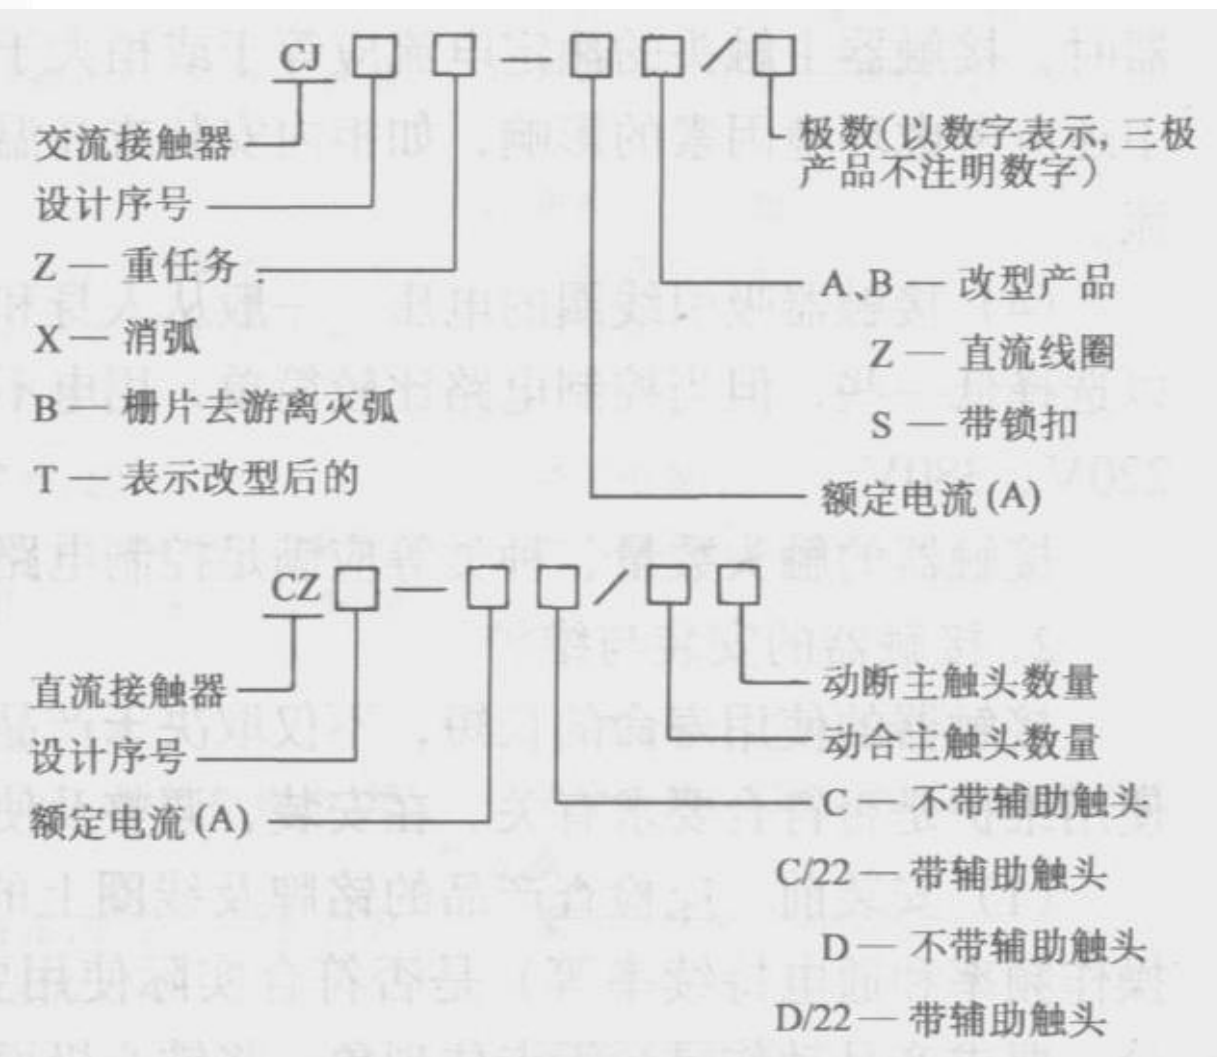 CJ□□—□□/□
交流接触器
设计序号
Z — 重任务
X — 消弧
B — 栅片去游离灭弧
T — 表示改型后的
极数(以数字表示, 三极
产品不注明数字)
A、B — 改型产品
Z — 直流线圈
S — 带锁扣
额定电流 (A)
CZ□—□□/□□
直流接触器
设计序号
额定电流 (A)
动断主触头数量
动合主触头数量
C — 不带辅助触头
C/22 — 带辅助触头
D — 不带辅助触头
D/22 — 带辅助触头